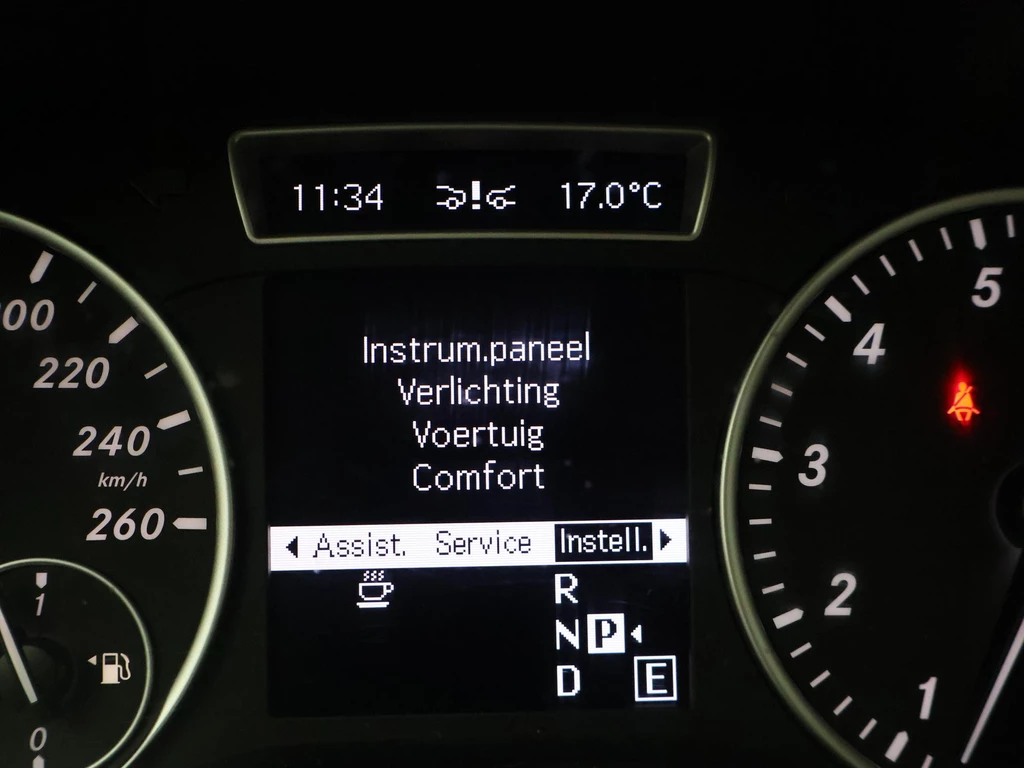 11:34 17.0°C
Instrum.paneel
Verlichting
Voertuig
Comfort
Assist. Service Instell.
R
N P
D E
220
240
km/h
260
1
0
5
4
3
2
1